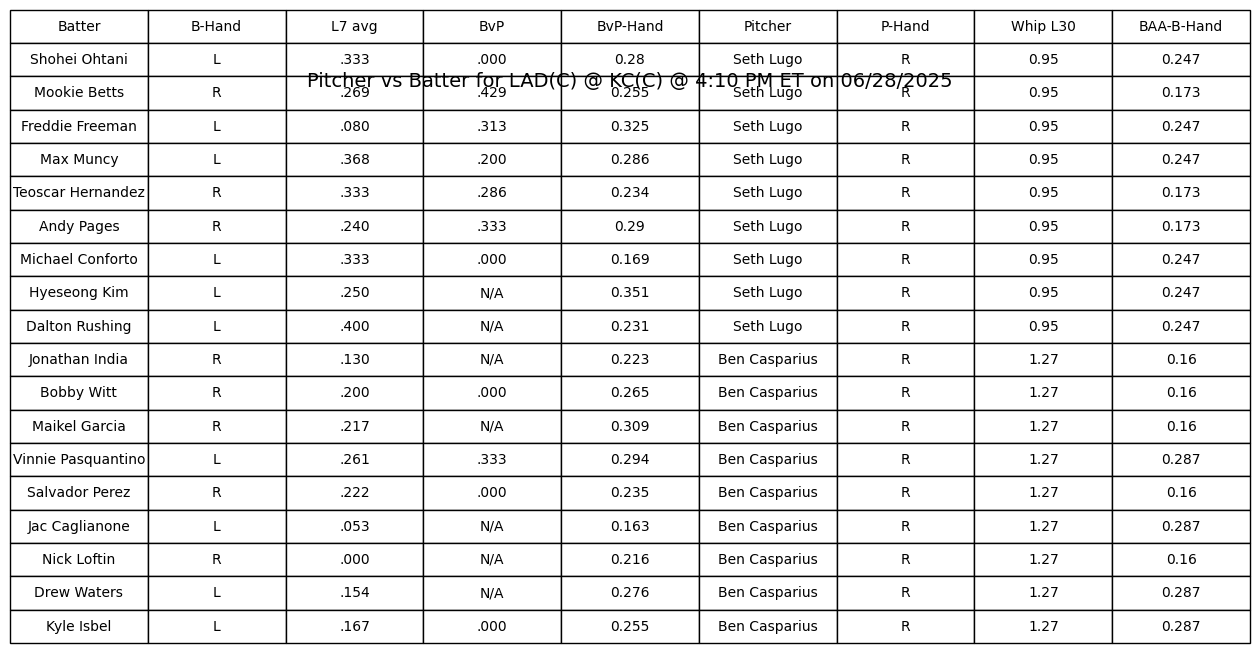 Batter B-Hand L7 avg BvP BvP-Hand Pitcher P-Hand Whip L30 BAA-B-Hand
Shohei Ohtani L .333 .000 0.28 Seth Lugo R 0.95 0.247
Pitcher vs Batter for LAD(C) @ KC(C) @ 4:10 PM ET on 06/28/2025
Mookie Betts R .269 .429 0.255 Seth Lugo R 0.95 0.173
Freddie Freeman L .080 .313 0.325 Seth Lugo R 0.95 0.247
Max Muncy L .368 .200 0.286 Seth Lugo R 0.95 0.247
Teoscar Hernandez R .333 .286 0.234 Seth Lugo R 0.95 0.173
Andy Pages R .240 .333 0.29 Seth Lugo R 0.95 0.173
Michael Conforto L .333 .000 0.169 Seth Lugo R 0.95 0.247
Hyeseong Kim L .250 N/A 0.351 Seth Lugo R 0.95 0.247
Dalton Rushing L .400 N/A 0.231 Seth Lugo R 0.95 0.247
Jonathan India R .130 N/A 0.223 Ben Casparius R 1.27 0.16
Bobby Witt R .200 .000 0.265 Ben Casparius R 1.27 0.16
Maikel Garcia R .217 N/A 0.309 Ben Casparius R 1.27 0.16
Vinnie Pasquantino L .261 .333 0.294 Ben Casparius R 1.27 0.287
Salvador Perez R .222 .000 0.235 Ben Casparius R 1.27 0.16
Jac Caglianone L .053 N/A 0.163 Ben Casparius R 1.27 0.287
Nick Loftin R .000 N/A 0.216 Ben Casparius R 1.27 0.16
Drew Waters L .154 N/A 0.276 Ben Casparius R 1.27 0.287
Kyle Isbel L .167 .000 0.255 Ben Casparius R 1.27 0.287